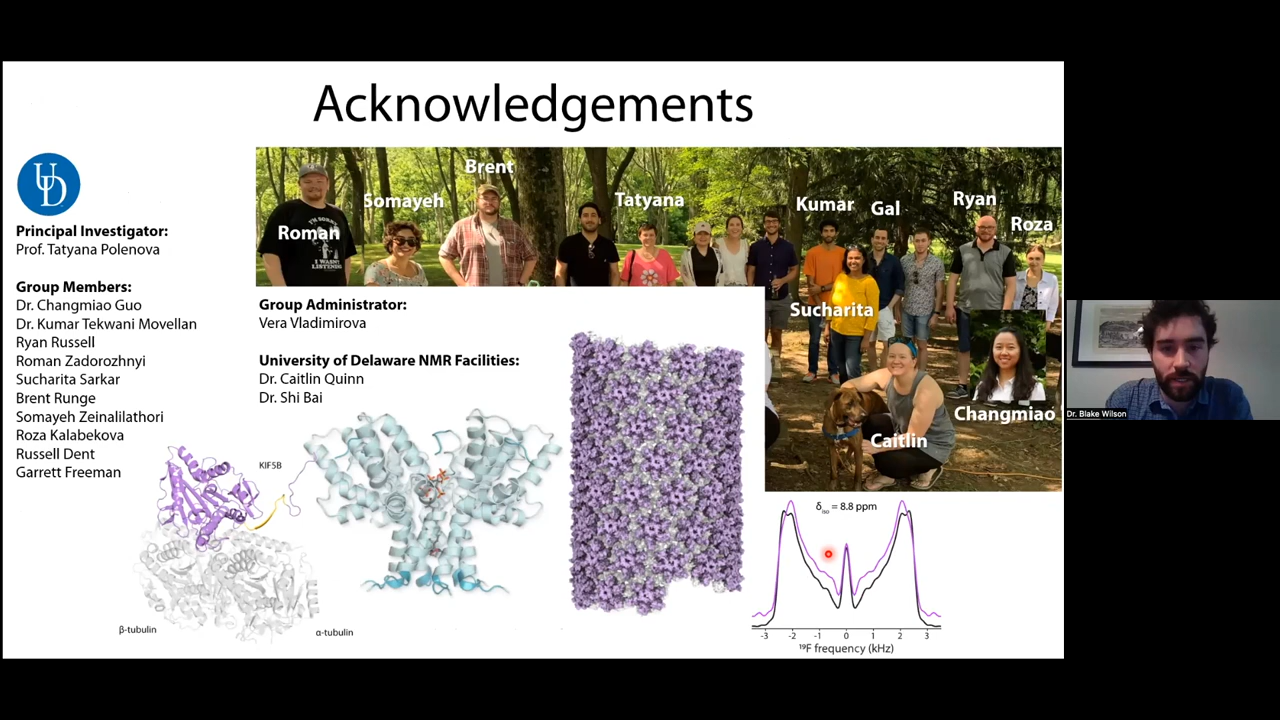 Acknowledgements
UD
Principal Investigator:
Prof. Tatyana Polenova
Group Members:
Dr. Changmiao Guo
Dr. Kumar Tekwani Movellan
Ryan Russell
Roman Zadorozhnyi
Sucharita Sarkar
Brent Runge
Somayeh Zeinalilathori
Roza Kalabekova
Russell Dent
Garrett Freeman
Roman
Somayeh
Brent
Tatyana
Kumar
Gal
Ryan
Roza
I'M SORRY
I WASN'T
LISTENING
Sucharita
Changmiao
Caitlin
Group Administrator:
Vera Vladimirova
University of Delaware NMR Facilities:
Dr. Caitlin Quinn
Dr. Shi Bai
KIF5B
β-tubulin
α-tubulin
δiso = 8.8 ppm
-3 -2 -1 0 1 2 3
¹⁹F frequency (kHz)
Dr. Blake Wilson